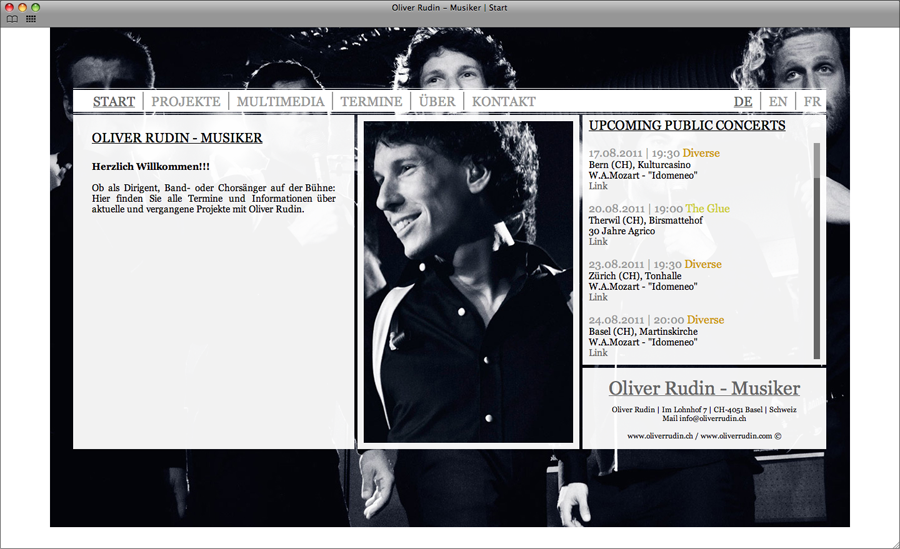 Oliver Rudin – Musiker | Start
START | PROJEKTE | MULTIMEDIA | TERMINE | ÜBER | KONTAKT
DE | EN | FR
OLIVER RUDIN - MUSIKER
Herzlich Willkommen!!!
Ob als Dirigent, Band- oder Chorsänger auf der Bühne:
Hier finden Sie alle Termine und Informationen über
aktuelle und vergangene Projekte mit Oliver Rudin.
UPCOMING PUBLIC CONCERTS
17.08.2011 | 19:30 Diverse
Bern (CH), Kulturcasino
W.A.Mozart - "Idomeneo"
Link
20.08.2011 | 19:00 The Glue
Therwil (CH), Birsmattehof
30 Jahre Agrico
Link
23.08.2011 | 19:30 Diverse
Zürich (CH), Tonhalle
W.A.Mozart - "Idomeneo"
Link
24.08.2011 | 20:00 Diverse
Basel (CH), Martinskirche
W.A.Mozart - "Idomeneo"
Link
Oliver Rudin - Musiker
Oliver Rudin | Im Lohnhof 7 | CH-4051 Basel | Schweiz
Mail info@oliverrudin.ch
www.oliverrudin.ch / www.oliverrudin.com ©